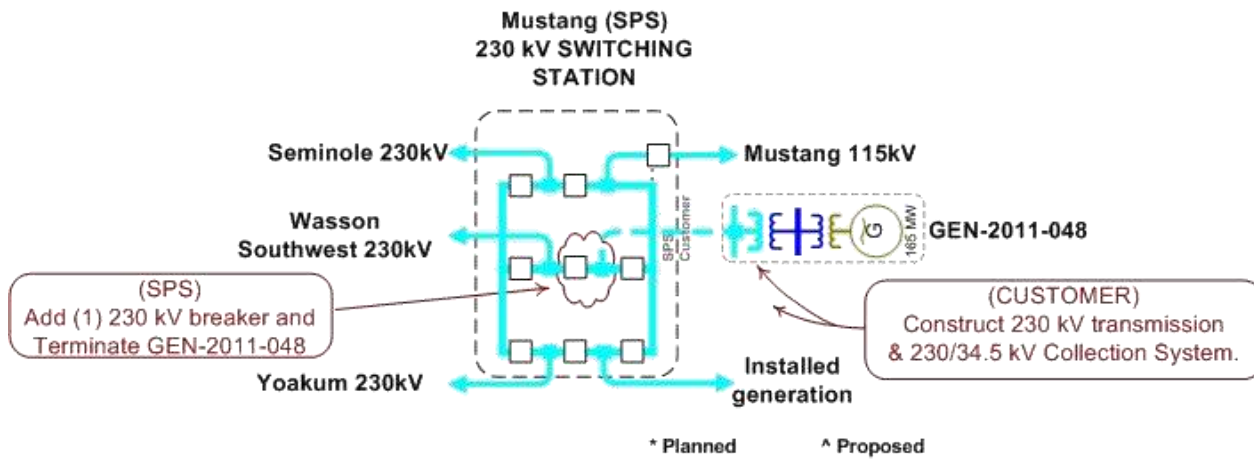 Mustang (SPS)
230 kV SWITCHING
STATION
Seminole 230kV
Mustang 115kV
Wasson
Southwest 230kV
SPS
Customer
G
165 MW
GEN-2011-048
(SPS)
Add (1) 230 kV breaker and
Terminate GEN-2011-048
(CUSTOMER)
Construct 230 kV transmission
& 230/34.5 kV Collection System.
Yoakum 230kV
Installed
generation
* Planned
^ Proposed